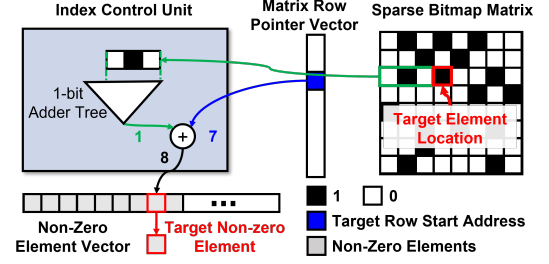 Index Control Unit
Matrix Row
Pointer Vector
Sparse Bitmap Matrix
1-bit
Adder Tree
1
+
7
8
Target Element
Location
...
Non-Zero
Element Vector
Target Non-zero
Element
1
0
Target Row Start Address
Non-Zero Elements